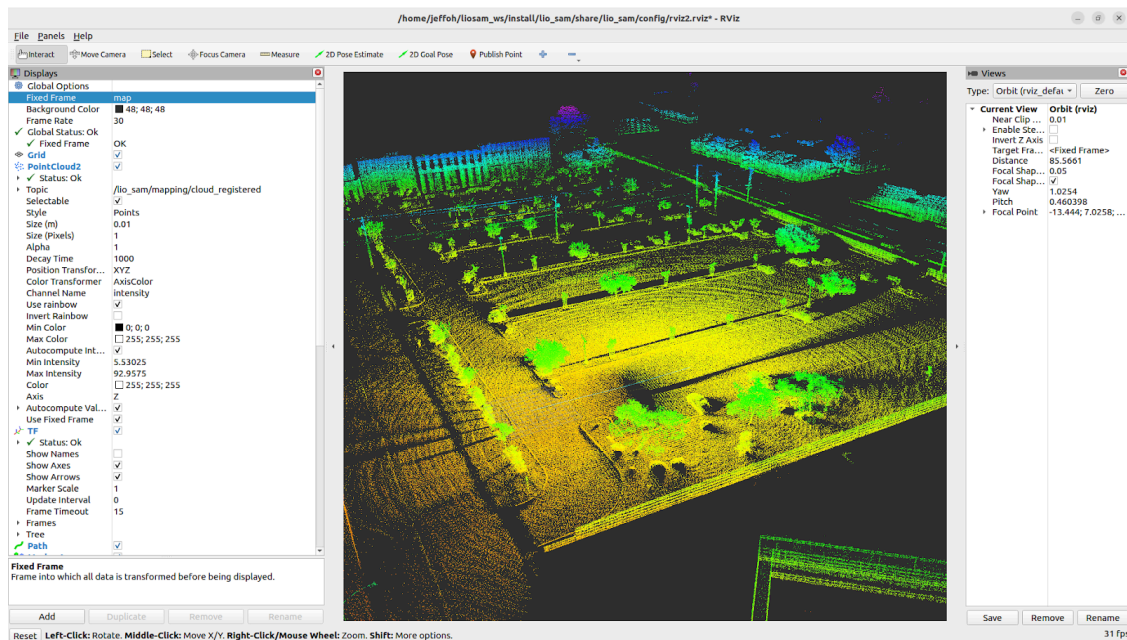 /home/jeffoh/liosam_ws/install/lio_sam/share/lio_sam/config/rviz2.rviz* - RViz
File Panels Help
Interact Move Camera Select Focus Camera Measure 2D Pose Estimate 2D Goal Pose Publish Point
Displays
Global Options
Fixed Frame map
Background Color 48; 48; 48
Frame Rate 30
Global Status: Ok
Fixed Frame OK
Grid
PointCloud2
Status: Ok
Topic /lio_sam/mapping/cloud_registered
Selectable
Style Points
Size (m) 0.01
Size (Pixels) 1
Alpha 1
Decay Time 1000
Position Transfor... XYZ
Color Transformer AxisColor
Channel Name intensity
Use rainbow
Invert Rainbow
Min Color 0; 0; 0
Max Color 255; 255; 255
Autocompute Int...
Min Intensity 5.53025
Max Intensity 92.9575
Color 255; 255; 255
Axis Z
Autocompute Val...
Use Fixed Frame
TF
Status: Ok
Show Names
Show Axes
Show Arrows
Marker Scale 1
Update Interval 0
Frame Timeout 15
Frames
Tree
Path
Fixed Frame
Frame into which all data is transformed before being displayed.
Add Duplicate Remove Rename
Views
Type: Orbit (rviz_defau Zero
Current View Orbit (rviz)
Near Clip ... 0.01
Enable Ste...
Invert Z Axis
Target Fra... <Fixed Frame>
Distance 85.5661
Focal Shap... 0.05
Focal Shap...
Yaw 1.0254
Pitch 0.460398
Focal Point -13.444; 7.0258; ...
Save Remove Rename
Reset Left-Click: Rotate. Middle-Click: Move X/Y. Right-Click/Mouse Wheel: Zoom. Shift: More options. 31 fps